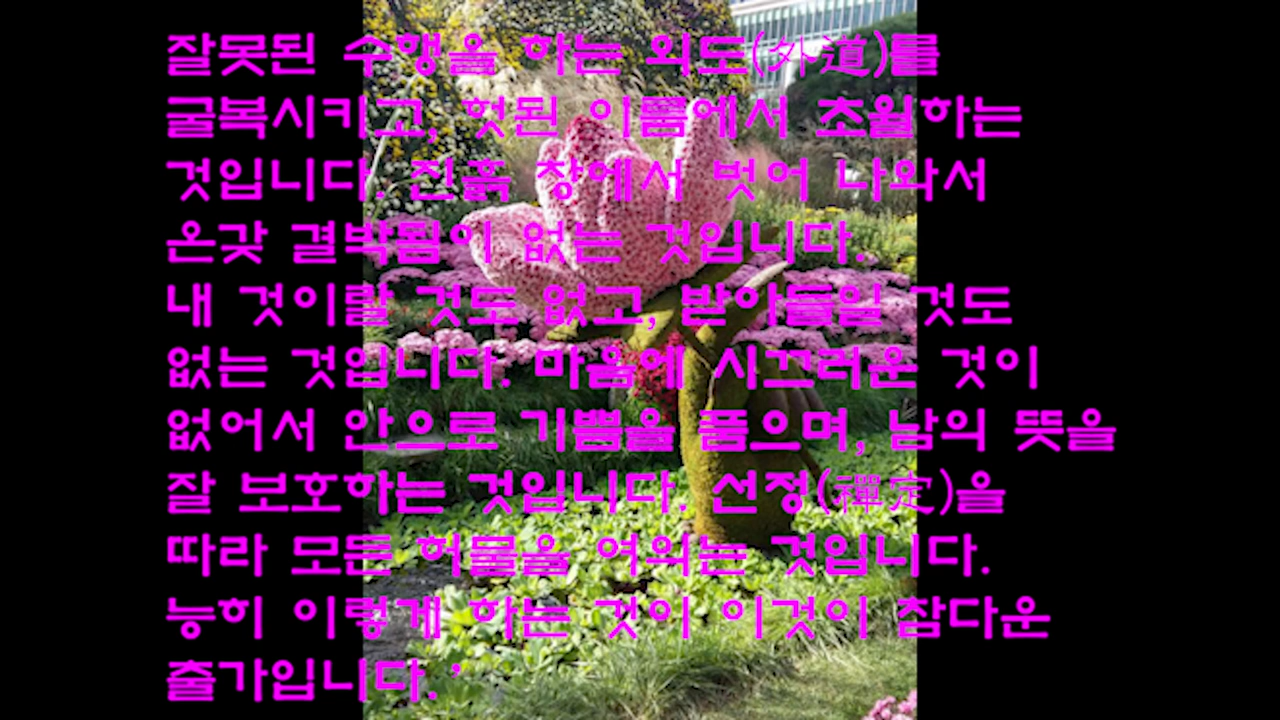 잘못된 수행을 하는 외도(外道)를
굴복시키고, 헛된 이름에서 초월하는
것입니다. 진흙 창에서 벗어 나와서
온갖 결박됨이 없는 것입니다.
내 것이랄 것도 없고, 받아들일 것도
없는 것입니다. 마음에 시끄러운 것이
없어서 안으로 기쁨을 품으며, 남의 뜻을
잘 보호하는 것입니다. 선정(禪定)을
따라 모든 허물을 여의는 것입니다.
능히 이렇게 하는 것이 이것이 참다운
출가입니다.’